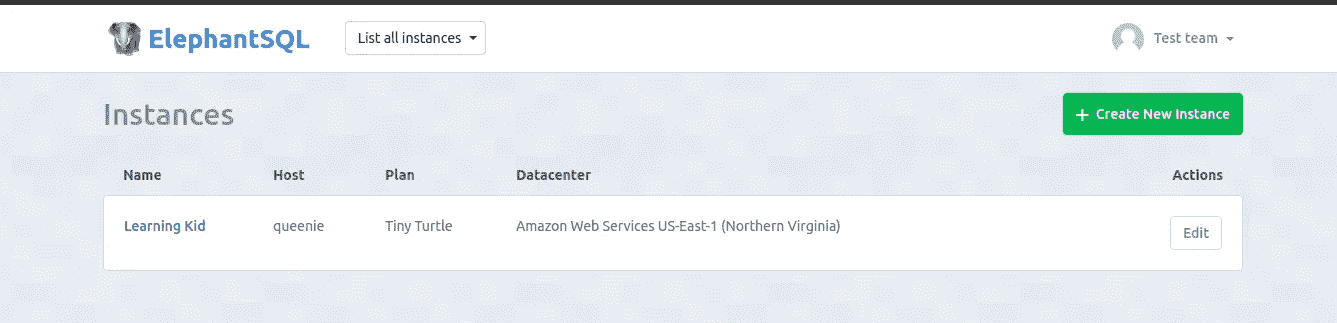 ElephantSQL List all instances Test team
Instances + Create New Instance
Name Host Plan Datacenter Actions
Learning Kid queenie Tiny Turtle Amazon Web Services US-East-1 (Northern Virginia) Edit